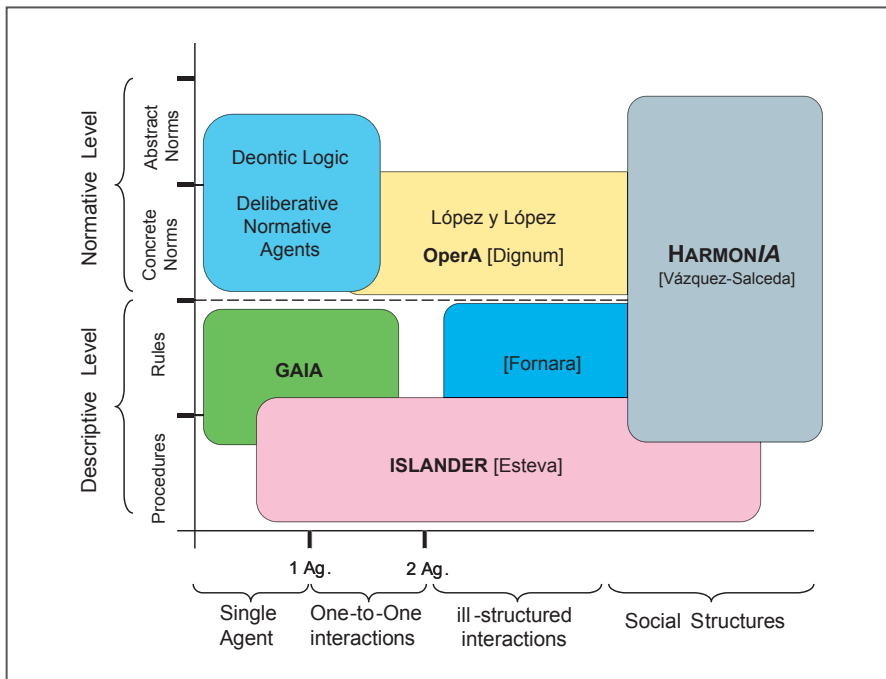 Normative Level
Abstract
Norms
Concrete
Norms
Descriptive Level
Rules
Procedures
Deontic Logic
Deliberative
Normative
Agents
López y López
OperA [Dignum]
HARMONIA
[Vázquez-Salceda]
GAIA
[Fornara]
ISLANDER [Esteva]
1 Ag.
2 Ag.
Single
Agent
One-to-One
interactions
ill-structured
interactions
Social Structures